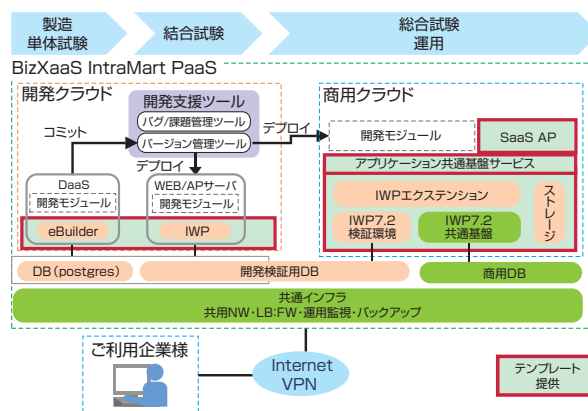 製造
単体試験
結合試験
総合試験
運用
BizXaaS IntraMart PaaS
開発クラウド
開発支援ツール
バグ/課題管理ツール
バージョン管理ツール
コミット
デプロイ
デプロイ
DaaS
開発モジュール
eBuilder
WEB/APサーバ
開発モジュール
IWP
商用クラウド
開発モジュール
SaaS AP
アプリケーション共通基盤サービス
IWPエクステンション
IWP7.2
検証環境
IWP7.2
共通基盤
ストレージ
DB(postgres)
開発検証用DB
商用DB
共通インフラ
共用NW・LB:FW・運用監視・バックアップ
ご利用企業様
Internet
VPN
テンプレート
提供